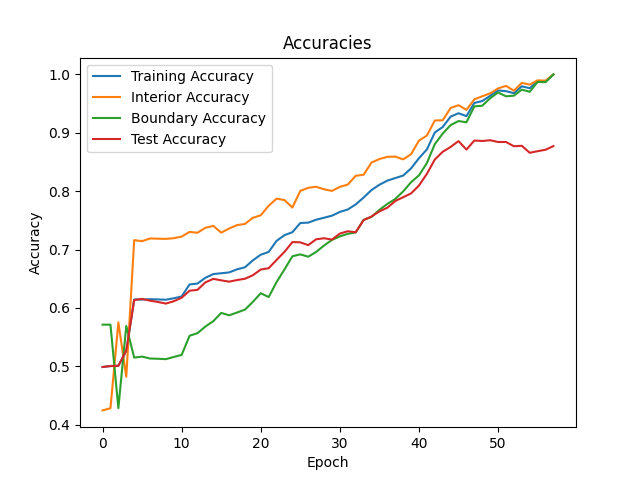 Accuracies
Training Accuracy
Interior Accuracy
Boundary Accuracy
Test Accuracy
1.0
0.9
0.8
0.7
0.6
0.5
0.4
Accuracy
0 10 20 30 40 50
Epoch